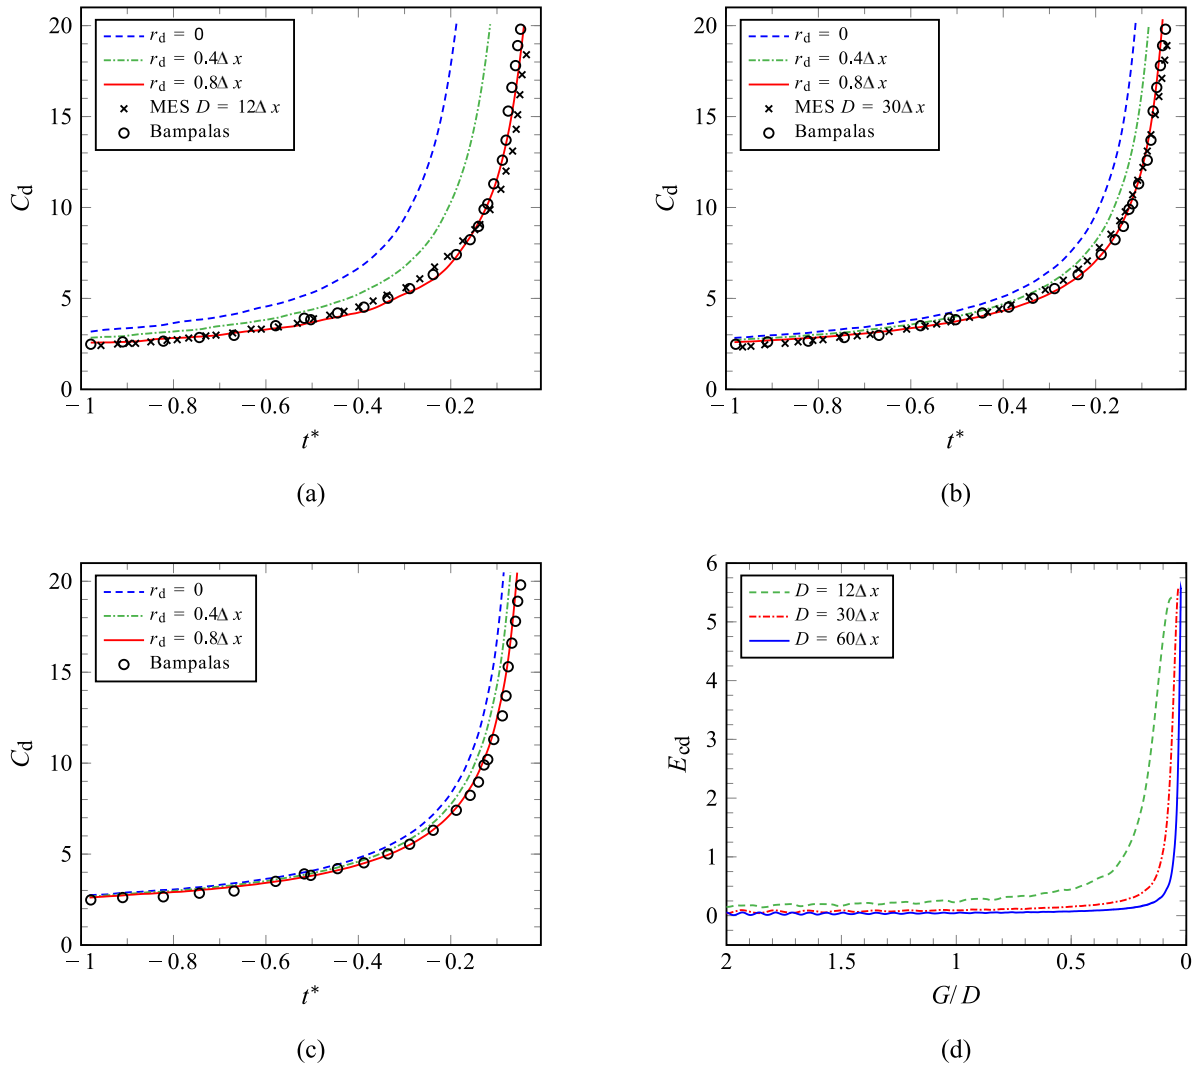 20
15
10
5
0
C_d
r_d = 0
r_d = 0.4Δx
r_d = 0.8Δx
MES D = 12Δx
Bampalas
−1 −0.8 −0.6 −0.4 −0.2
t*
(a)
20
15
10
5
0
C_d
r_d = 0
r_d = 0.4Δx
r_d = 0.8Δx
MES D = 30Δx
Bampalas
−1 −0.8 −0.6 −0.4 −0.2
t*
(b)
20
15
10
5
0
C_d
r_d = 0
r_d = 0.4Δx
r_d = 0.8Δx
Bampalas
−1 −0.8 −0.6 −0.4 −0.2
t*
(c)
6
5
4
3
2
1
0
E_cd
D = 12Δx
D = 30Δx
D = 60Δx
2 1.5 1 0.5 0
G/D
(d)